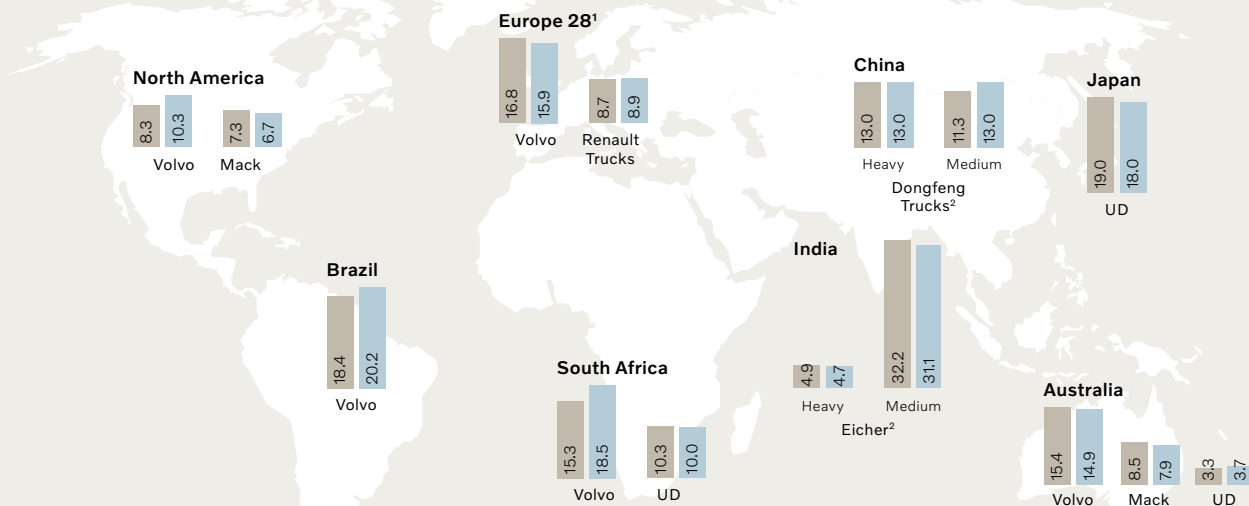 Europe 28¹
North America
8.3
10.3
7.3
6.7
Volvo
Mack
16.8
15.9
8.7
8.9
Volvo
Renault
Trucks
China
13.0
13.0
11.3
13.0
Heavy
Medium
Dongfeng
Trucks²
Japan
19.0
18.0
UD
Brazil
18.4
20.2
Volvo
India
4.9
4.7
32.2
31.1
Heavy
Medium
Eicher²
South Africa
15.3
18.5
10.3
10.0
Volvo
UD
Australia
15.4
14.9
8.5
7.9
3.3
3.7
Volvo
Mack
UD